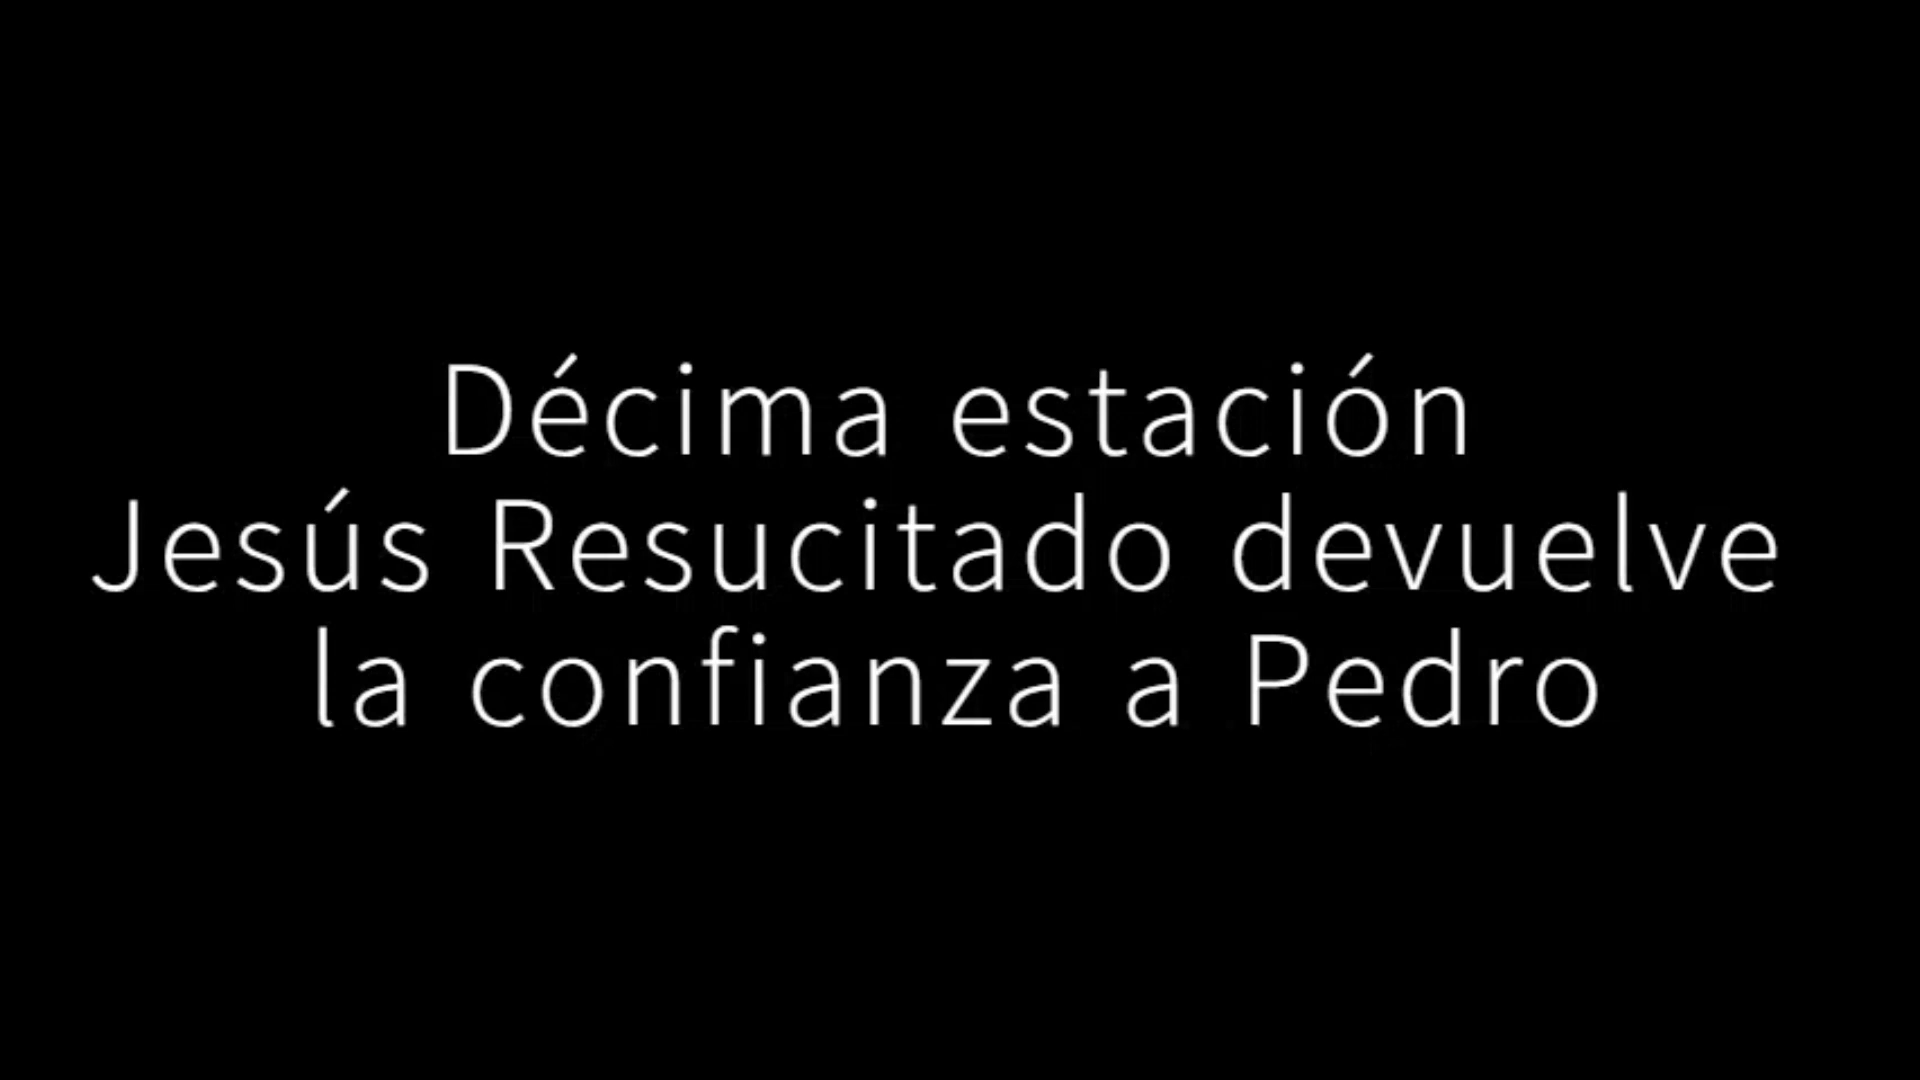 Décima estación
Jesús Resucitado devuelve
la confianza a Pedro